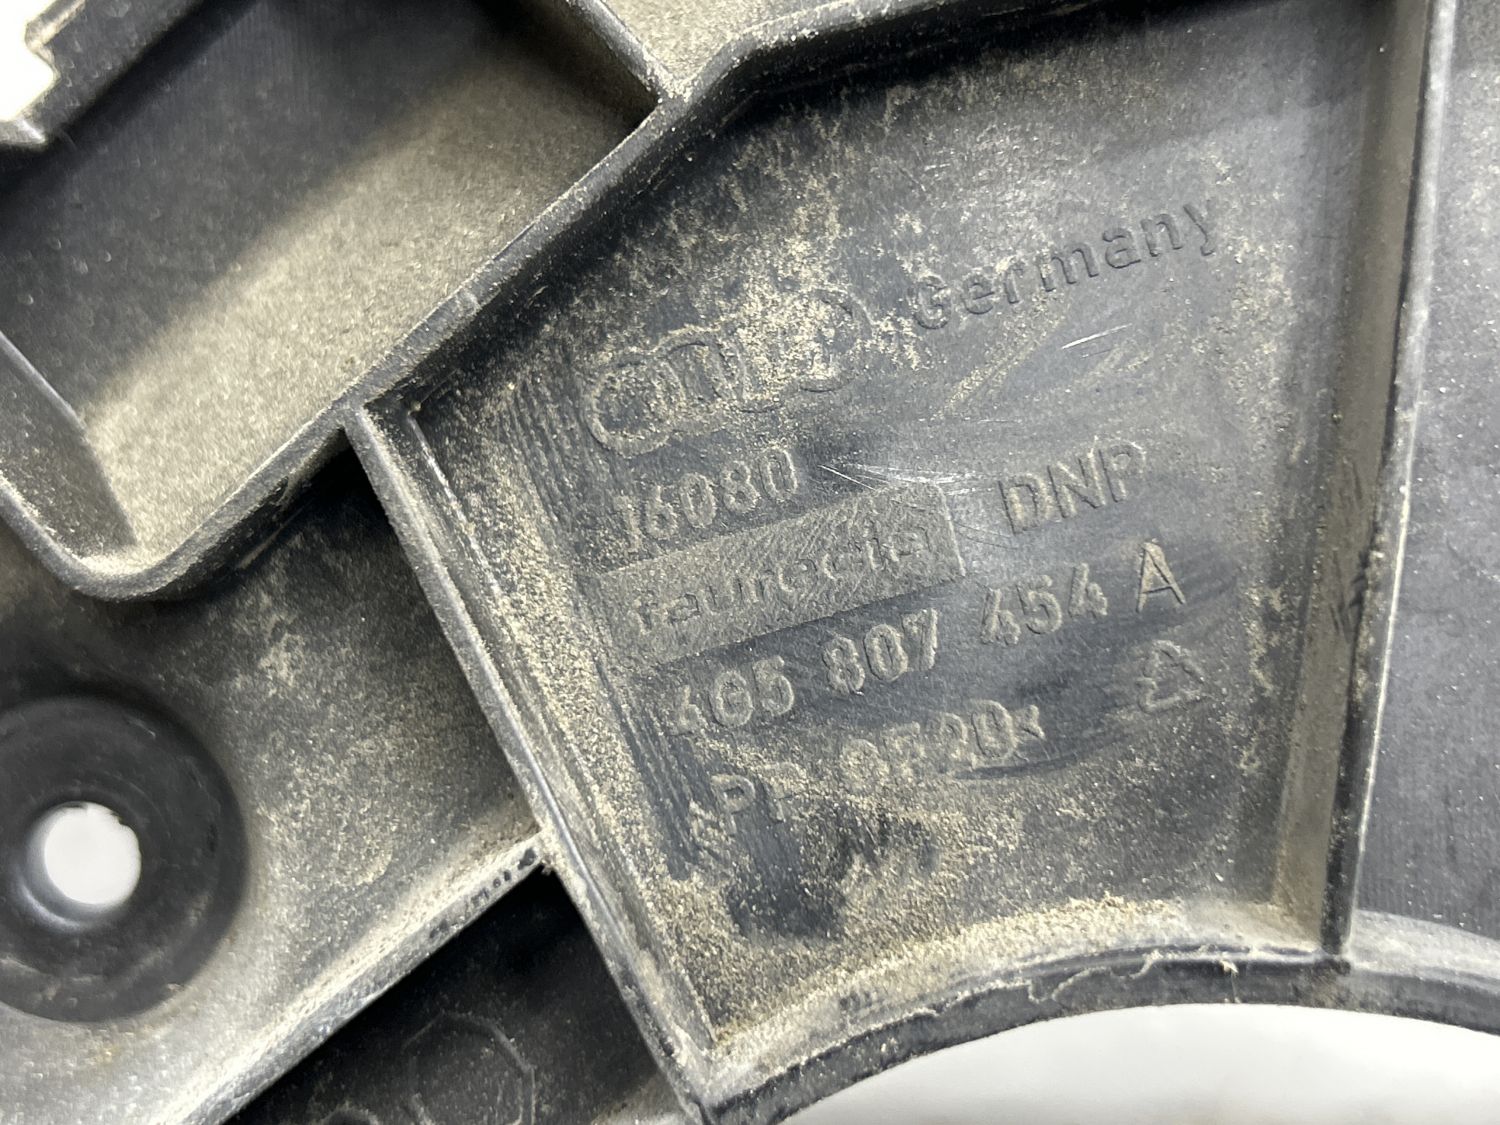 Germany
16080
faurecia DNP
4G5 807 454 A